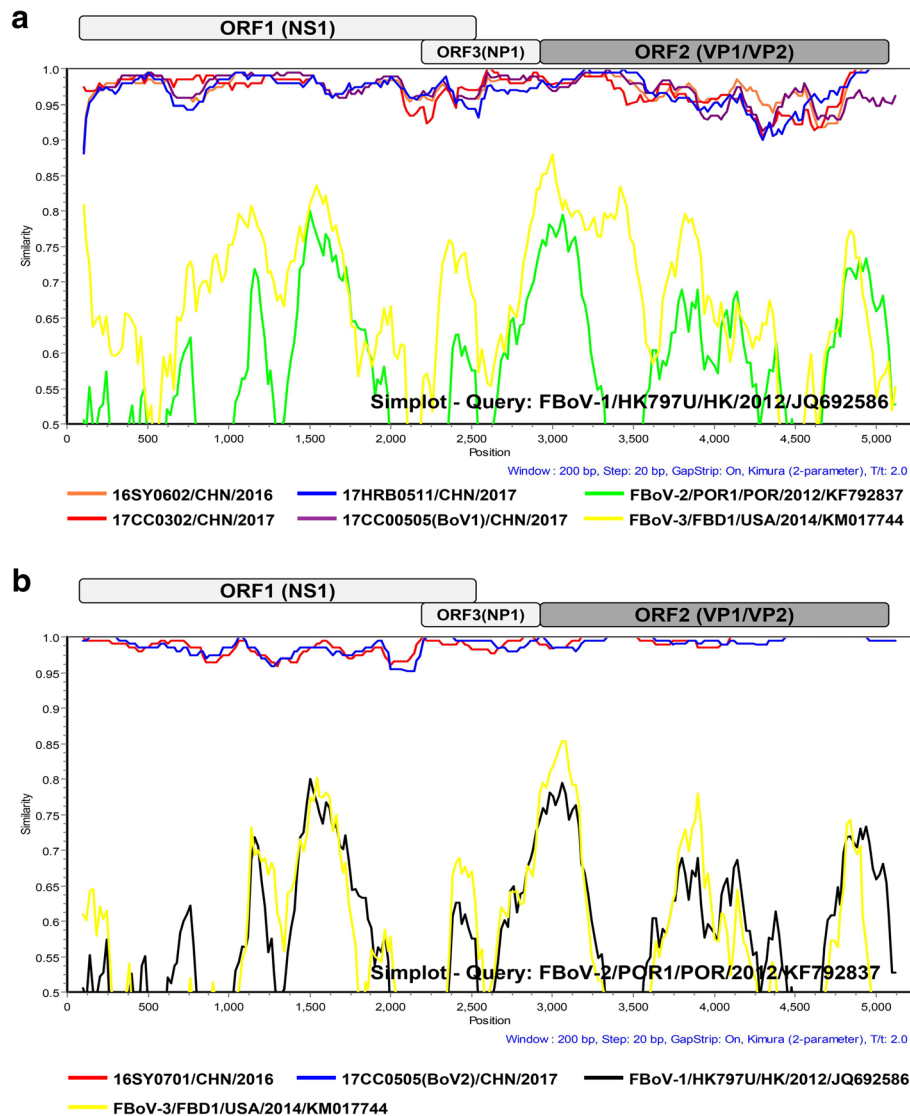 a
ORF1 (NS1)
ORF3(NP1)
ORF2 (VP1/VP2)
1.0
0.95
0.9
0.85
0.8
0.75
0.7
0.65
0.6
0.55
0.5
Similarity
Simplot - Query: FBoV-1/HK797U/HK/2012/JQ692586
0 500 1,000 1,500 2,000 2,500 3,000 3,500 4,000 4,500 5,000
Position
Window : 200 bp, Step: 20 bp, GapStrip: On, Kimura (2-parameter), T/t: 2.0
16SY0602/CHN/2016 17HRB0511/CHN/2017 FBoV-2/POR1/POR/2012/KF792837
17CC0302/CHN/2017 17CC00505(BoV1)/CHN/2017 FBoV-3/FBD1/USA/2014/KM017744
b
ORF1 (NS1)
ORF3(NP1)
ORF2 (VP1/VP2)
1.0
0.95
0.9
0.85
0.8
0.75
0.7
0.65
0.6
0.55
0.5
Similarity
Simplot - Query: FBoV-2/POR1/POR/2012/KF792837
0 500 1,000 1,500 2,000 2,500 3,000 3,500 4,000 4,500 5,000
Position
Window: 200 bp, Step: 20 bp, GapStrip: On, Kimura (2-parameter), T/t: 2.0
16SY0701/CHN/2016 17CC0505(BoV2)/CHN/2017 FBoV-1/HK797U/HK/2012/JQ692586
FBoV-3/FBD1/USA/2014/KM017744